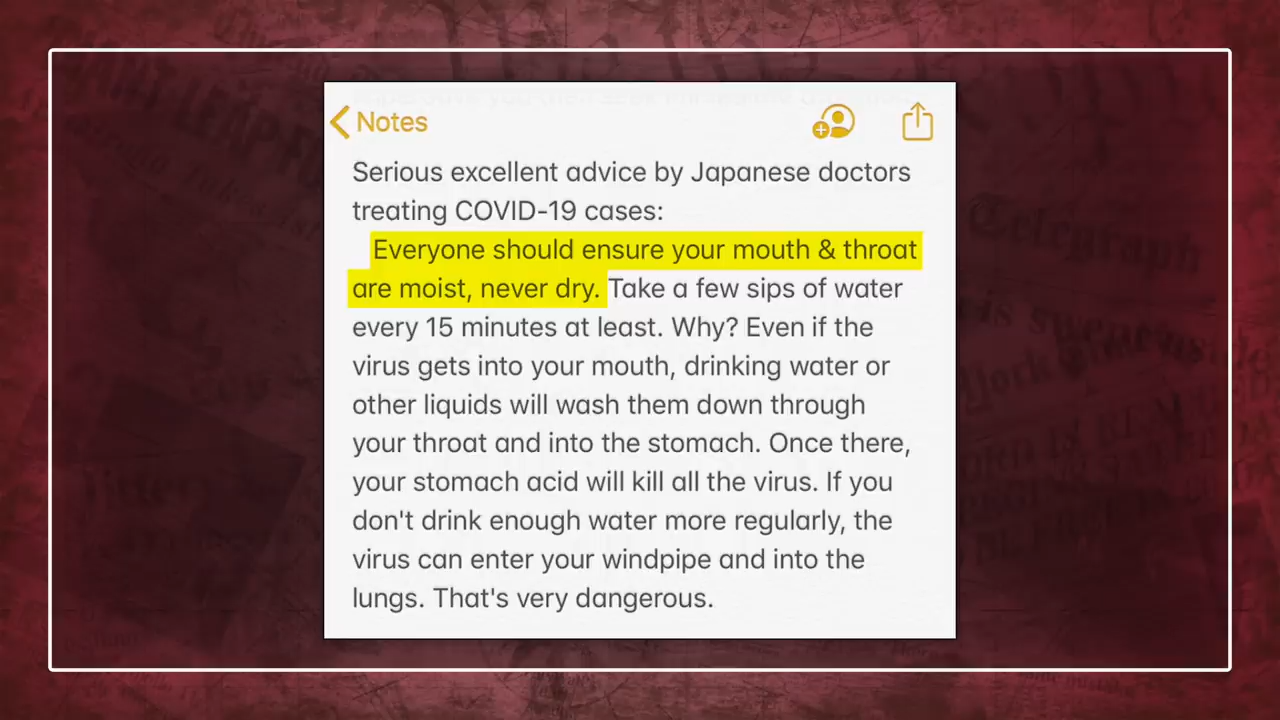 Notes
Serious excellent advice by Japanese doctors
treating COVID-19 cases:
Everyone should ensure your mouth & throat
are moist, never dry. Take a few sips of water
every 15 minutes at least. Why? Even if the
virus gets into your mouth, drinking water or
other liquids will wash them down through
your throat and into the stomach. Once there,
your stomach acid will kill all the virus. If you
don't drink enough water more regularly, the
virus can enter your windpipe and into the
lungs. That's very dangerous.
Telegraph